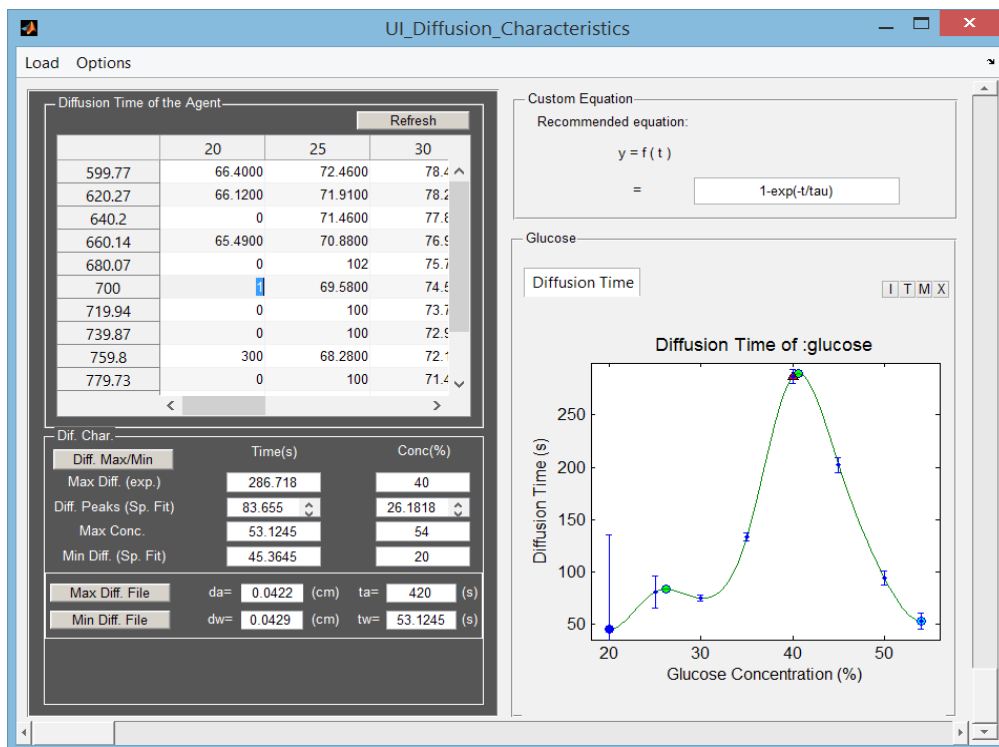 UI_Diffusion_Characteristics
Load Options
Diffusion Time of the Agent
Refresh
20 25 30
599.77 66.4000 72.4600
620.27 66.1200 71.9100
640.2 0 71.4600
660.14 65.4900 70.8800
680.07 0 102
700 1 69.5800
719.94 0 100
739.87 0 100
759.8 300 68.2800
779.73 0 100
Dif. Char.
Diff. Max/Min Time(s) Conc(%)
Max Diff. (exp.) 286.718 40
Diff. Peaks (Sp. Fit) 83.655 26.1818
Max Conc. 53.1245 54
Min Diff. (Sp. Fit) 45.3645 20
Max Diff. File da= 0.0422 (cm) ta= 420 (s)
Min Diff. File dw= 0.0429 (cm) tw= 53.1245 (s)
Custom Equation
Recommended equation:
y = f ( t )
= 1-exp(-t/tau)
Glucose
Diffusion Time
I T M X
Diffusion Time of :glucose
Diffusion Time (s)
250
200
150
100
50
20 30 40 50
Glucose Concentration (%)